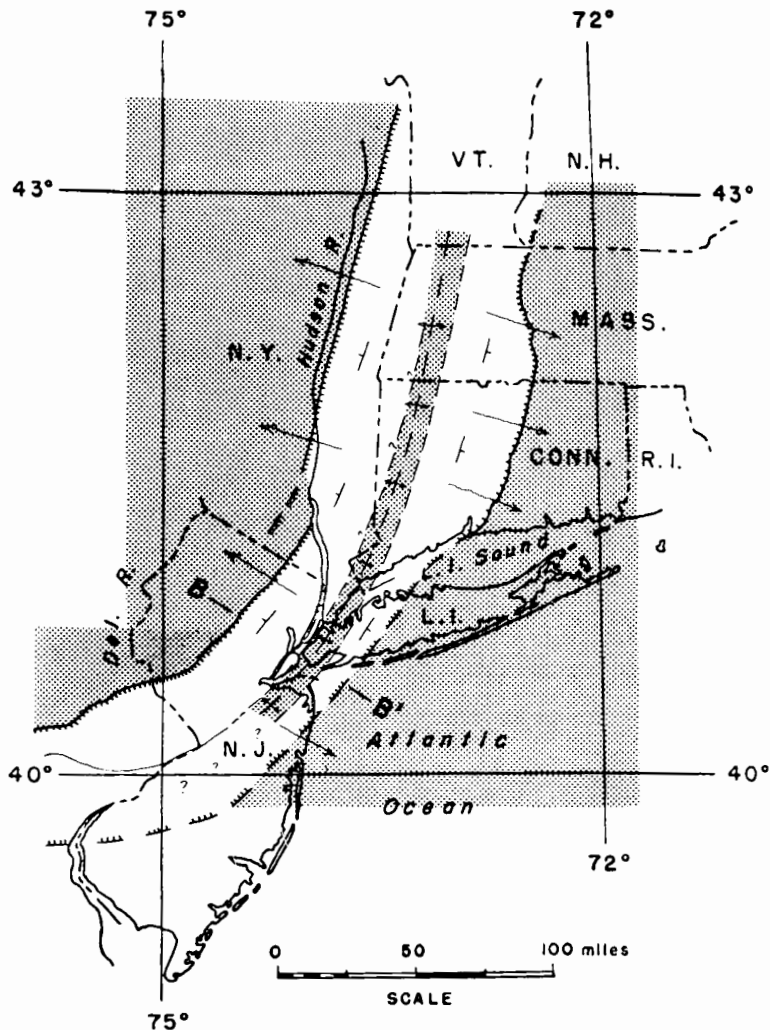 75° 72°
VT. N.H.
43° 43°
Hudson R.
N.Y.
MASS.
CONN. R.I.
L.I. Sound
Del. R.
B
L.I.
B'
N.J.
Atlantic
? ? ? ?
40° 40°
Ocean
72°
0 50 100 miles
SCALE
75°